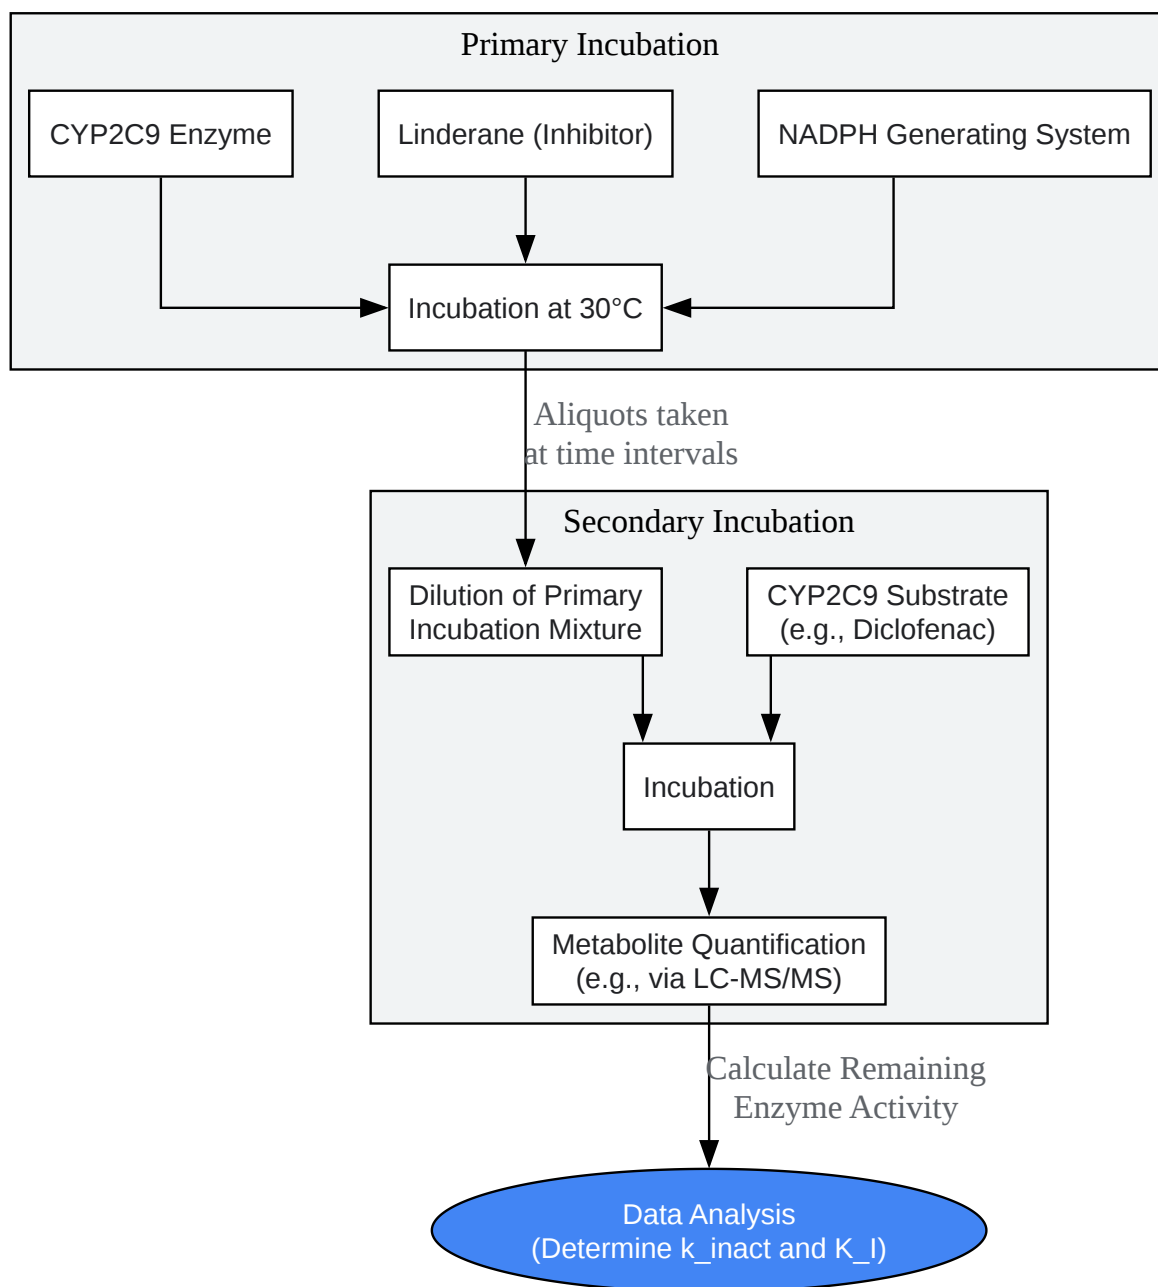 Primary Incubation
CYP2C9 Enzyme
Linderane (Inhibitor)
NADPH Generating System
Incubation at 30°C
Aliquots taken
at time intervals
Secondary Incubation
Dilution of Primary
Incubation Mixture
CYP2C9 Substrate
(e.g., Diclofenac)
Incubation
Metabolite Quantification
(e.g., via LC-MS/MS)
Calculate Remaining
Enzyme Activity
Data Analysis
(Determine k_inact and K_I)